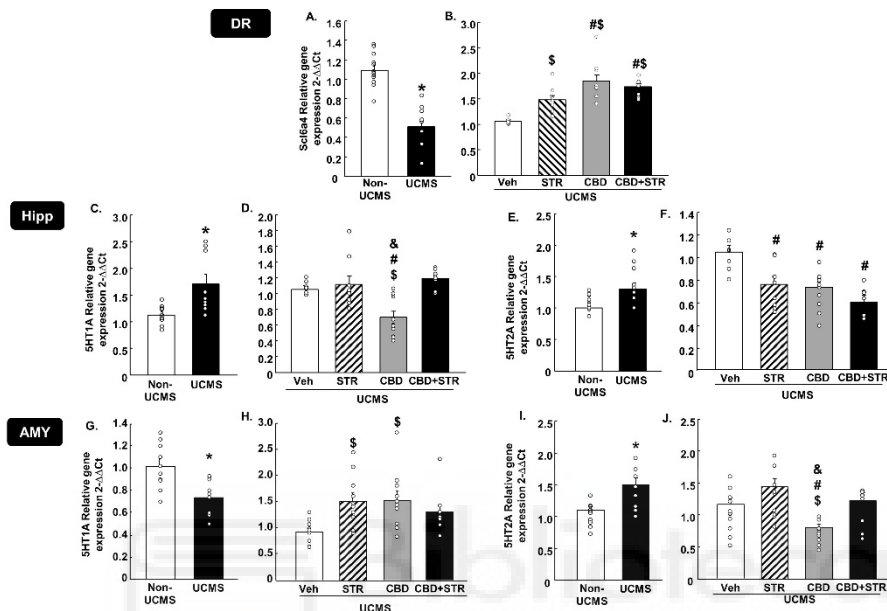 DR
A.
Scl6a4 Relative gene
expression 2-ΔΔCt
1.6
1.4
1.2
1.0
0.8
0.6
0.4
0.2
0
*
Non-
UCMS
UCMS
B.
3.0
2.5
2.0
1.5
1.0
0.5
0
$
#$
#$
Veh
STR
CBD
CBD+STR
UCMS
Hipp
C.
5HT1A Relative gene
expression 2-ΔΔCt
3.0
2.5
2.0
1.5
1.0
0.5
0
*
Non-
UCMS
UCMS
D.
2.0
1.8
1.6
1.4
1.2
1.0
0.8
0.6
0.4
0
&
#
$
Veh
STR
CBD
CBD+STR
UCMS
E.
5HT2A Relative gene
expression 2-ΔΔCt
2.5
2.0
1.5
1.0
0.5
0
*
Non-
UCMS
UCMS
F.
1.4
1.2
1.0
0.8
0.6
0.4
0.2
0
#
#
#
Veh
STR
CBD
CBD+STR
UCMS
AMY
G.
5HT1A Relative gene
expression 2-ΔΔCt
1.4
1.2
1.0
0.8
0.6
0.4
0.2
0
*
Non-
UCMS
UCMS
H.
3.0
2.5
2.0
1.5
1.0
0.5
0
$
$
Veh
STR
CBD
CBD+STR
UCMS
I.
5HT2A Relative gene
expression 2-ΔΔCt
2.5
2.0
1.5
1.0
0.5
0
*
Non-
UCMS
UCMS
J.
2.5
2.0
1.5
1.0
0.5
0
&
#
$
Veh
STR
CBD
CBD+STR
UCMS